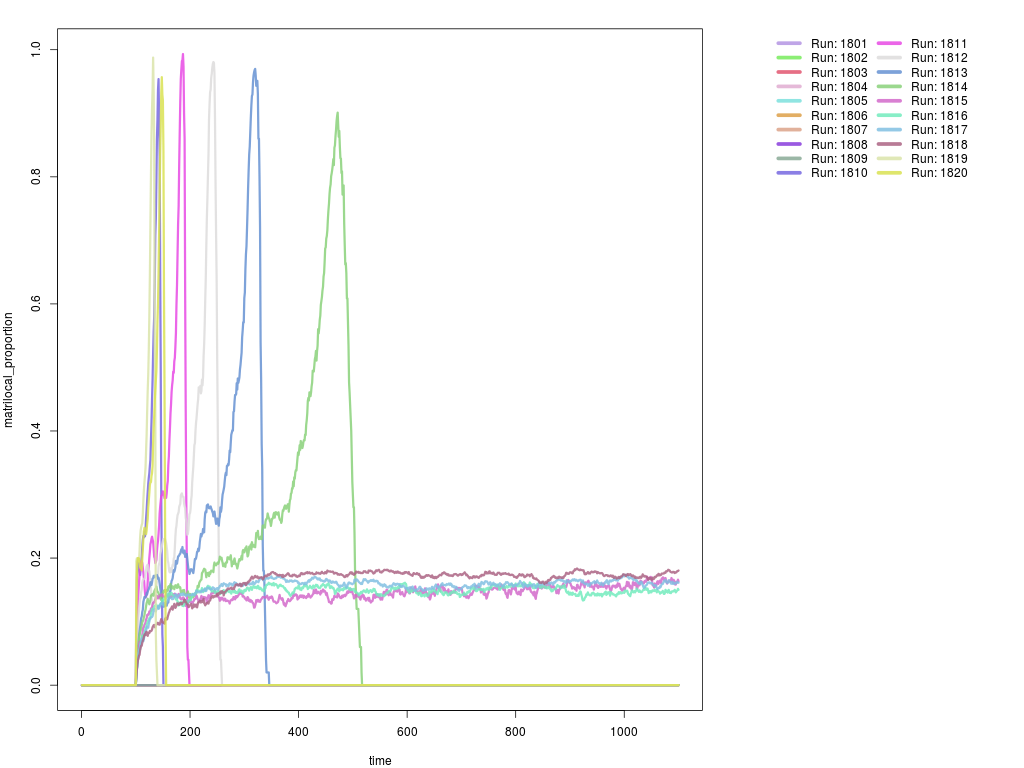 1.0
0.8
0.6
0.4
0.2
0.0
matrilocal_proportion
0 200 400 600 800 1000
time
Run: 1801 Run: 1811
Run: 1802 Run: 1812
Run: 1803 Run: 1813
Run: 1804 Run: 1814
Run: 1805 Run: 1815
Run: 1806 Run: 1816
Run: 1807 Run: 1817
Run: 1808 Run: 1818
Run: 1809 Run: 1819
Run: 1810 Run: 1820